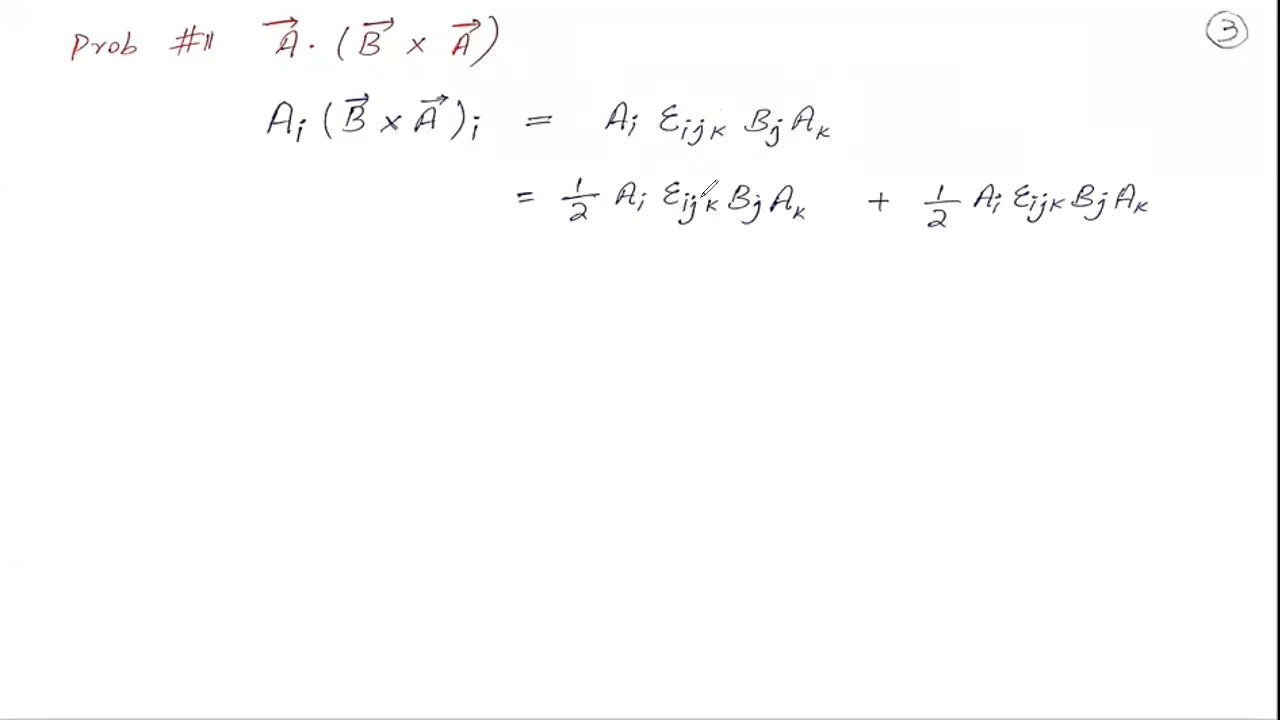 Prob #1 A⃗ · ( B⃗ × A⃗ ) ③
Aᵢ ( B⃗ × A⃗ )ᵢ = Aᵢ εᵢⱼₖ Bⱼ Aₖ
= 1/2 Aᵢ εᵢⱼₖ Bⱼ Aₖ + 1/2 Aᵢ εᵢⱼₖ Bⱼ Aₖ